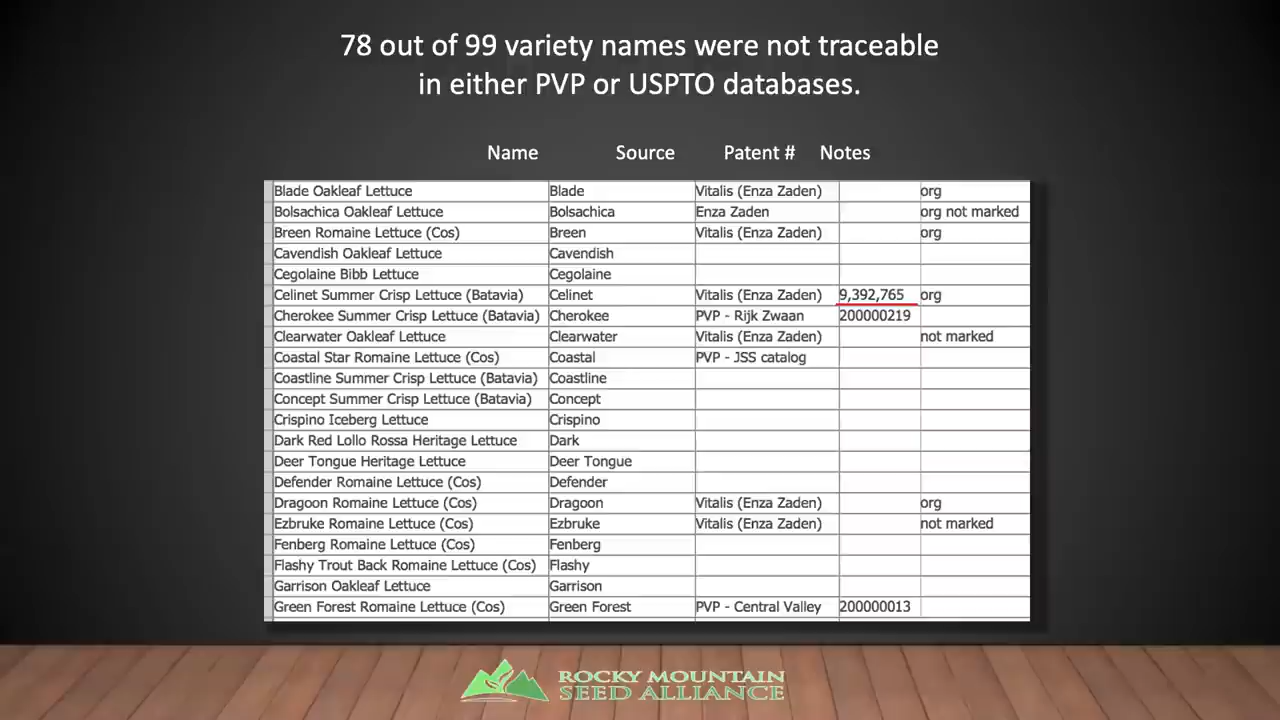 78 out of 99 variety names were not traceable
in either PVP or USPTO databases.
Name Source Patent # Notes
Blade Oakleaf Lettuce Blade Vitalis (Enza Zaden) org
Bolsachica Oakleaf Lettuce Bolsachica Enza Zaden org not marked
Breen Romaine Lettuce (Cos) Breen Vitalis (Enza Zaden) org
Cavendish Oakleaf Lettuce Cavendish
Cegolaine Bibb Lettuce Cegolaine
Celinet Summer Crisp Lettuce (Batavia) Celinet Vitalis (Enza Zaden) 9,392,765 org
Cherokee Summer Crisp Lettuce (Batavia) Cherokee PVP - Rijk Zwaan 200000219
Clearwater Oakleaf Lettuce Clearwater Vitalis (Enza Zaden) not marked
Coastal Star Romaine Lettuce (Cos) Coastal PVP - JSS catalog
Coastline Summer Crisp Lettuce (Batavia) Coastline
Concept Summer Crisp Lettuce (Batavia) Concept
Crispino Iceberg Lettuce Crispino
Dark Red Lollo Rossa Heritage Lettuce Dark
Deer Tongue Heritage Lettuce Deer Tongue
Defender Romaine Lettuce (Cos) Defender
Dragoon Romaine Lettuce (Cos) Dragoon Vitalis (Enza Zaden) org
Ezbruke Romaine Lettuce (Cos) Ezbruke Vitalis (Enza Zaden) not marked
Fenberg Romaine Lettuce (Cos) Fenberg
Flashy Trout Back Romaine Lettuce (Cos) Flashy
Garrison Oakleaf Lettuce Garrison
Green Forest Romaine Lettuce (Cos) Green Forest PVP - Central Valley 200000013
ROCKY MOUNTAIN
SEED ALLIANCE